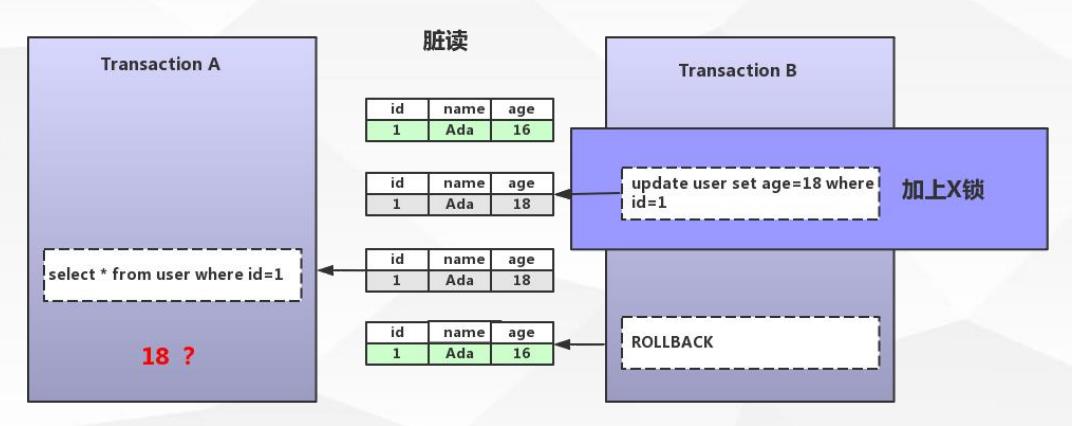 脏读
Transaction A
Transaction B
id name age
1 Ada 16
update user set age=18 where
id=1
加上X锁
id name age
1 Ada 18
select * from user where id=1
id name age
1 Ada 18
18 ?
id name age
1 Ada 16
ROLLBACK